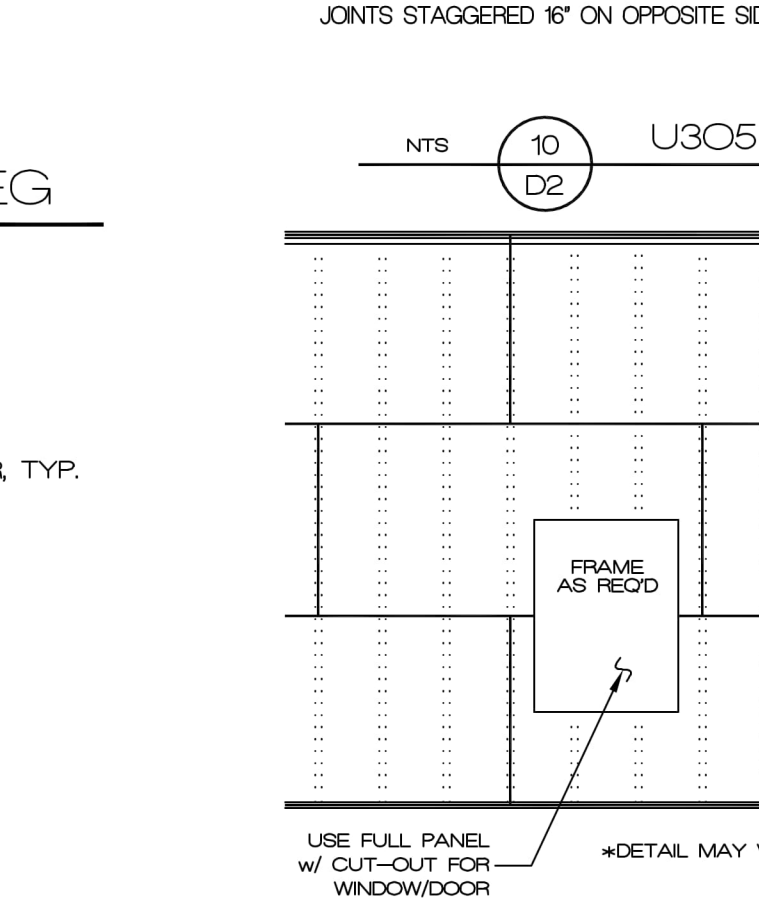 JOINTS STAGGERED 16" ON OPPOSITE
NTS
10
D2
U305
R, TYP.
FRAME
AS REQ'D
USE FULL PANEL
w/ CUT-OUT FOR
WINDOW/DOOR
*DETAIL MAY